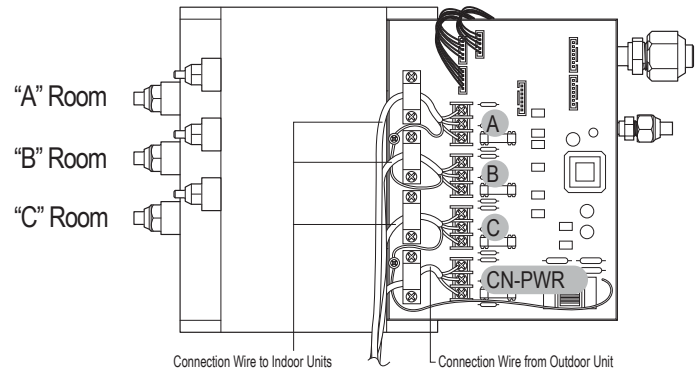 “A” Room
“B” Room
“C” Room
A
B
C
CN-PWR
Connection Wire to Indoor Units
Connection Wire from Outdoor Unit